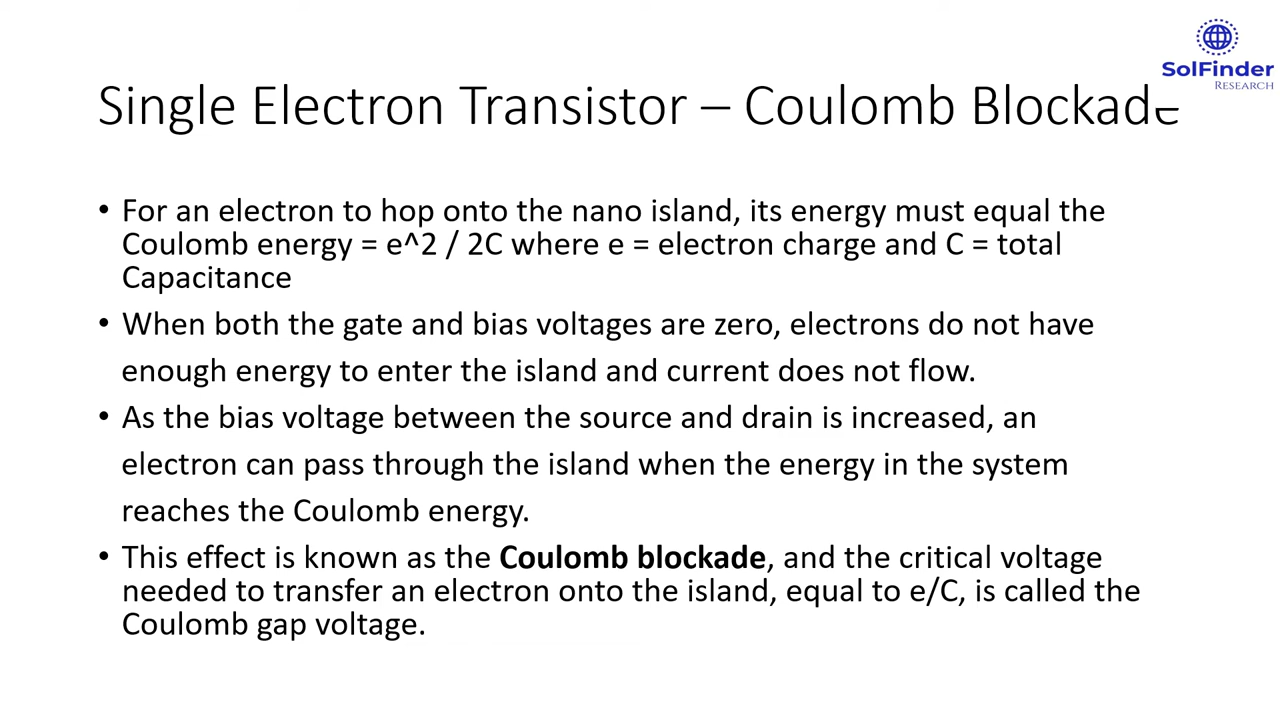 SolFinder
RESEARCH
Single Electron Transistor – Coulomb Blockade
• For an electron to hop onto the nano island, its energy must equal the
Coulomb energy = e^2 / 2C where e = electron charge and C = total
Capacitance
• When both the gate and bias voltages are zero, electrons do not have
enough energy to enter the island and current does not flow.
• As the bias voltage between the source and drain is increased, an
electron can pass through the island when the energy in the system
reaches the Coulomb energy.
• This effect is known as the Coulomb blockade, and the critical voltage
needed to transfer an electron onto the island, equal to e/C, is called the
Coulomb gap voltage.